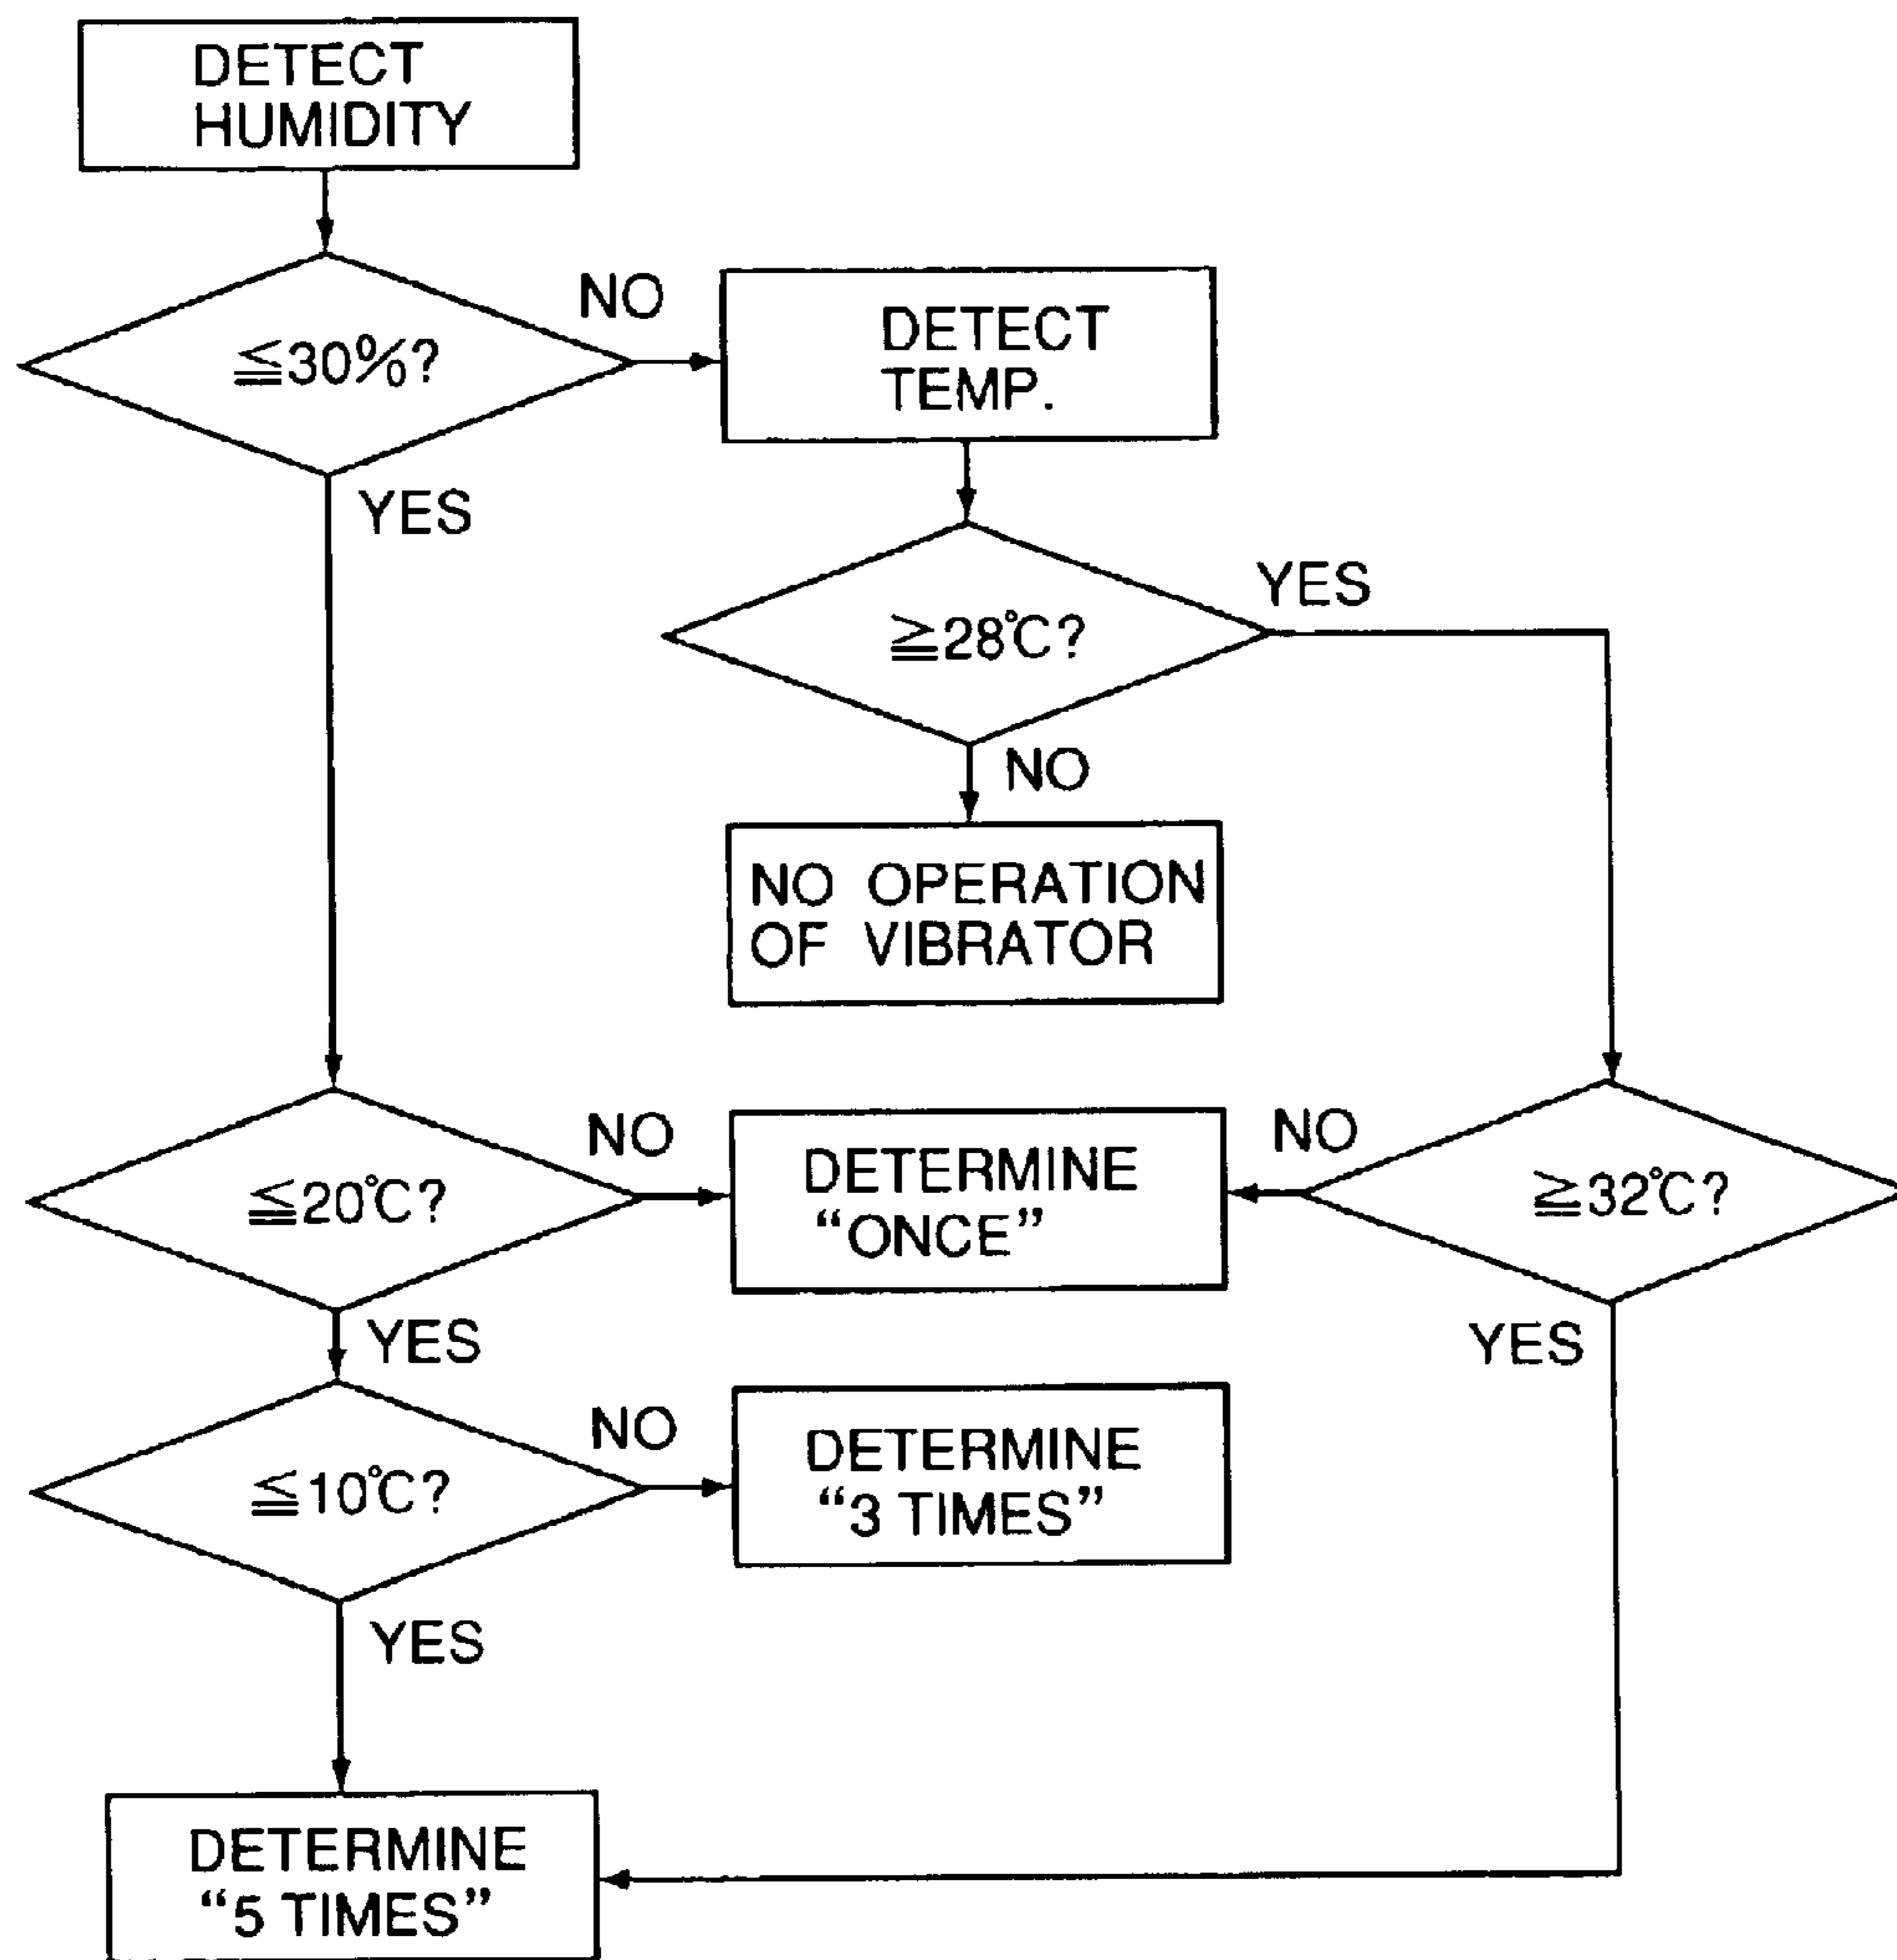 DETECT
HUMIDITY
≦30%?
NO
YES
DETECT
TEMP.
≧28℃?
YES
NO
NO OPERATION
OF VIBRATOR
≦20℃?
NO
YES
DETERMINE
“ONCE”
NO
≧32℃?
YES
≦10℃?
NO
YES
DETERMINE
“3 TIMES”
DETERMINE
“5 TIMES”